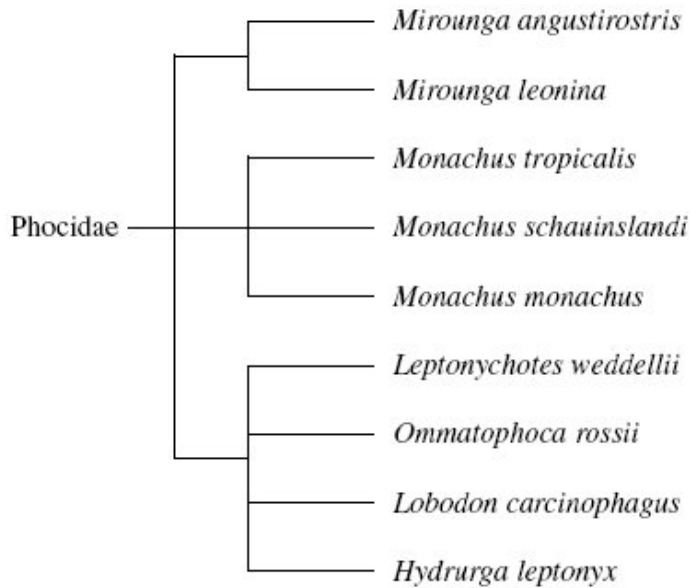 Mirounga angustirostris
Mirounga leonina
Monachus tropicalis
Phocidae
Monachus schauinslandi
Monachus monachus
Leptonychotes weddellii
Ommatophoca rossii
Lobodon carcinophagus
Hydrurga leptonyx